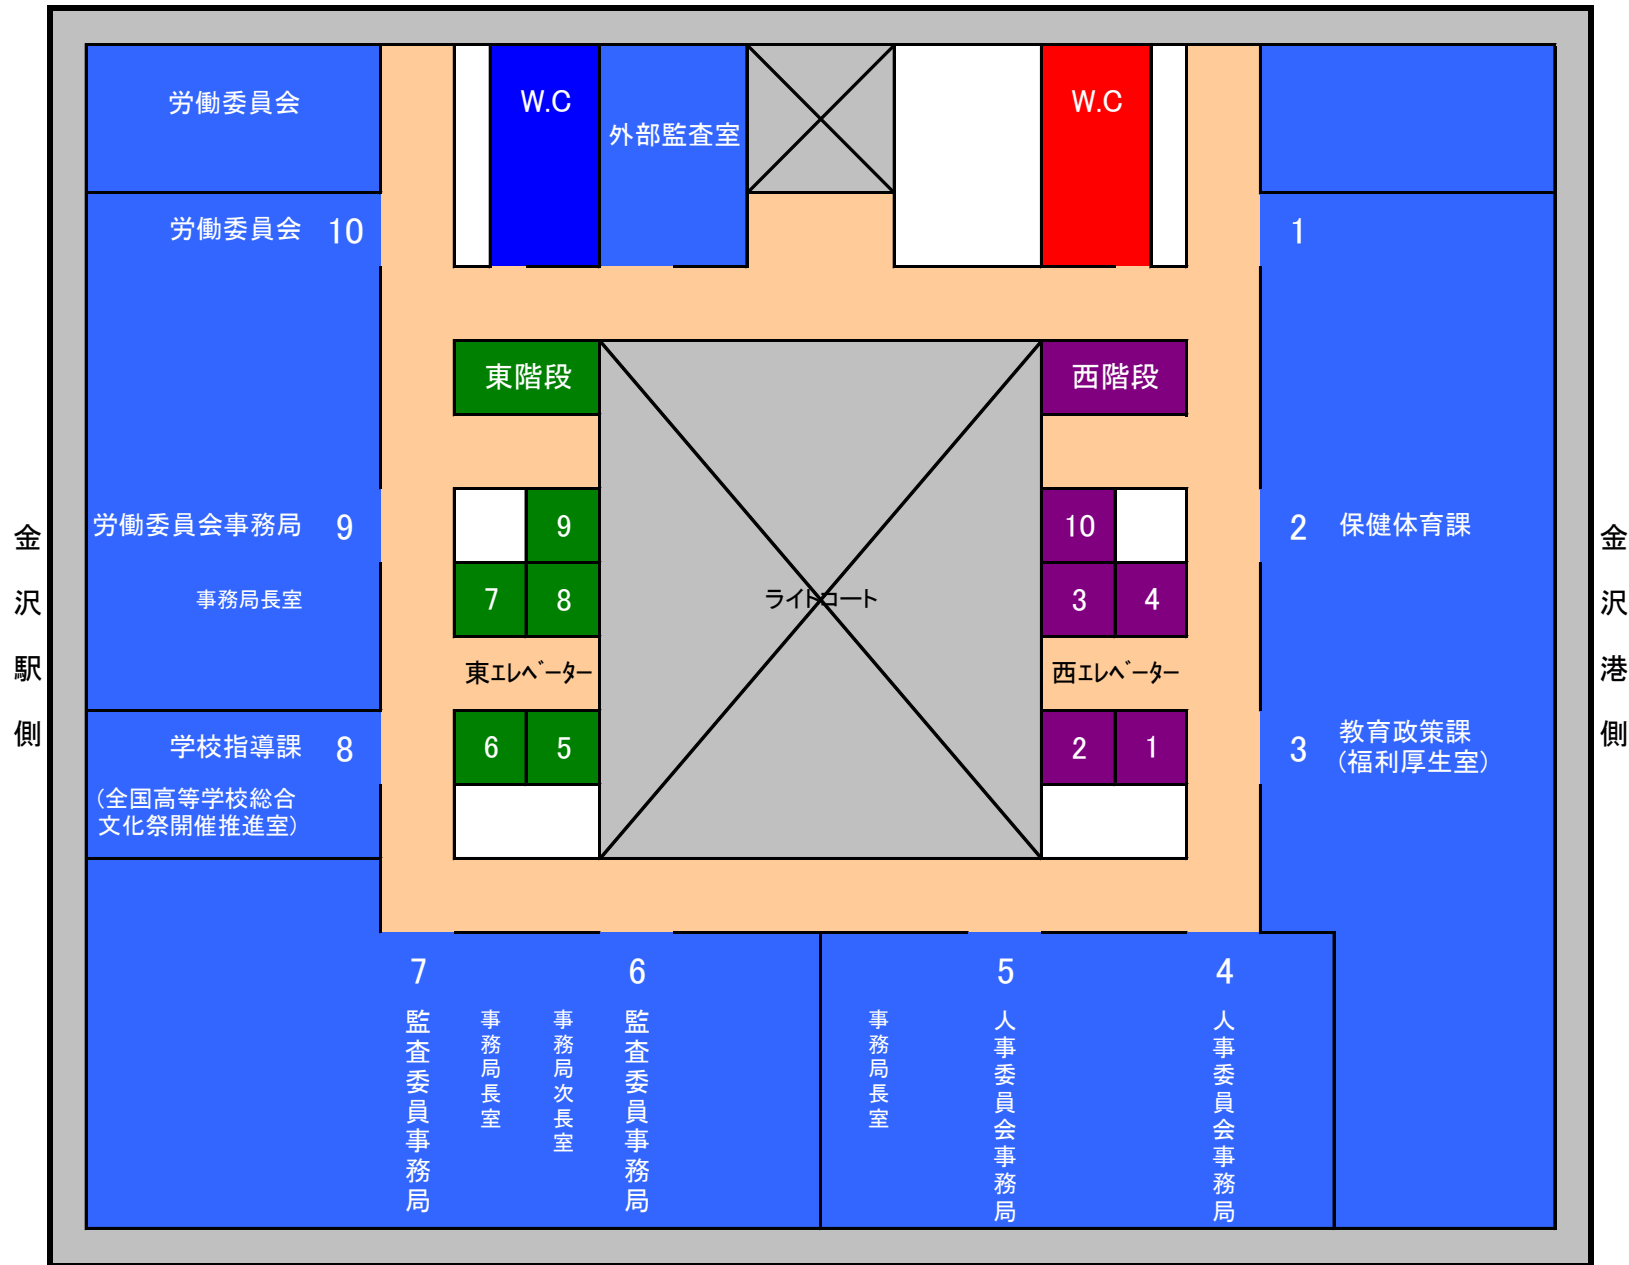 労働委員会
W.C
外部監査室
W.C
労働委員会 10
1
東階段
西階段
労働委員会事務局 9
9
10
2 保健体育課
事務局長室
7 8
ライトコート
3 4
東エレベーター
西エレベーター
学校指導課 8
6 5
2 1
3 教育政策課
(福利厚生室)
(全国高等学校総合
文化祭開催推進室)
金沢駅側
金沢港側
7
監査委員事務局
事務局長室
事務局次長室
6
監査委員事務局
事務局長室
5
人事委員会事務局
4
人事委員会事務局